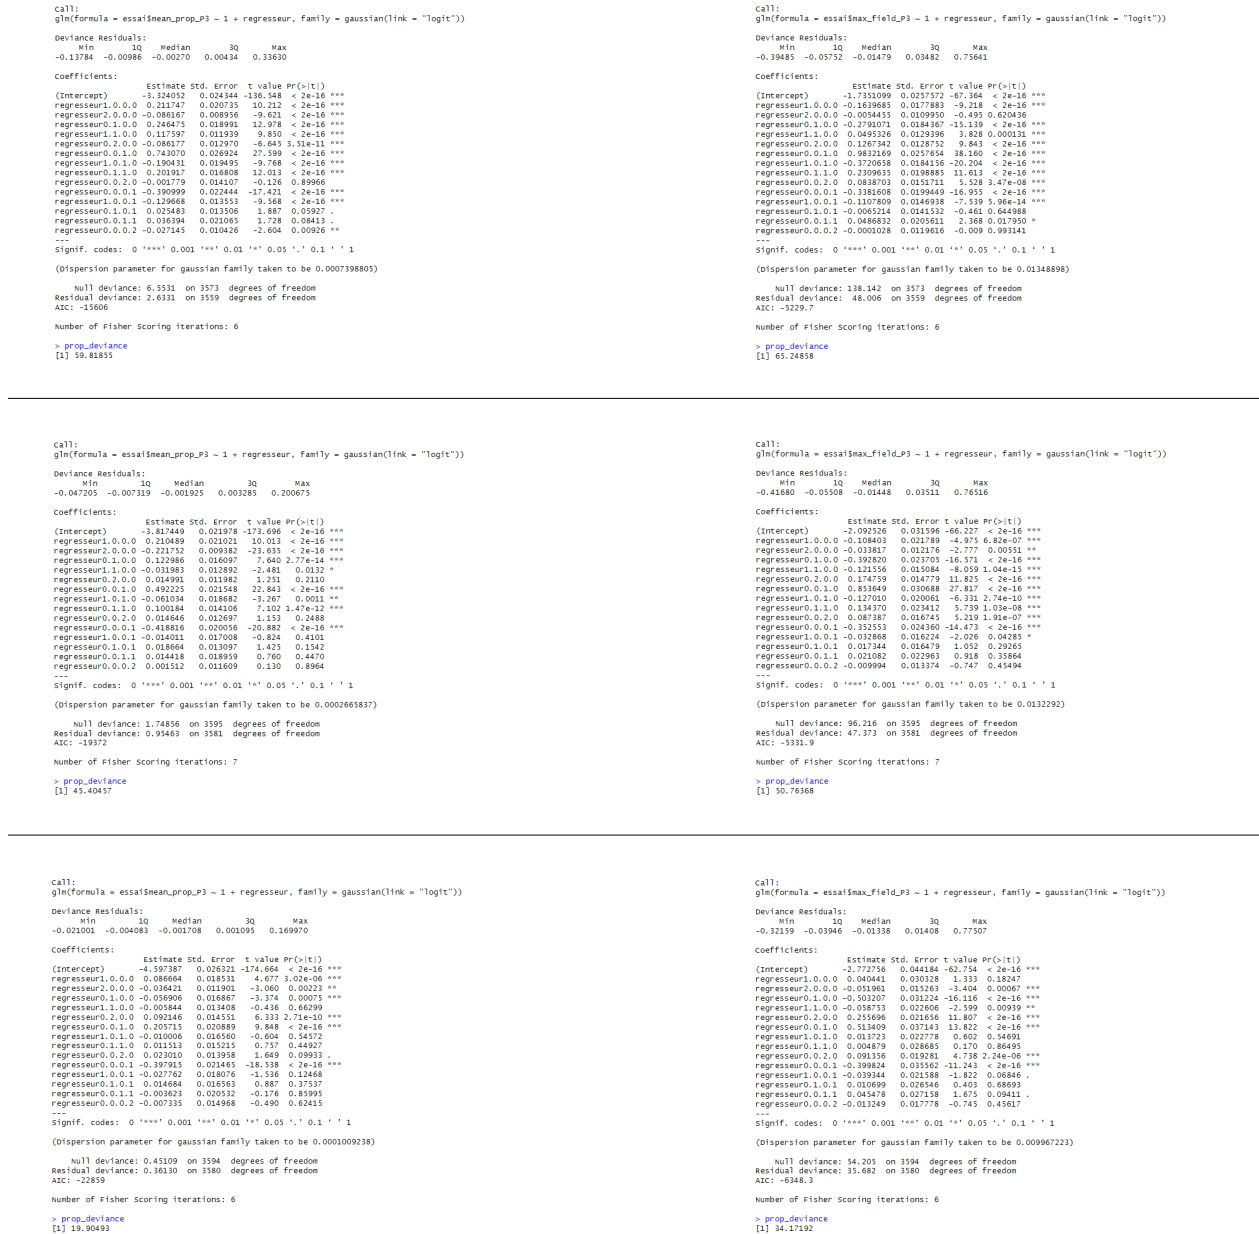 Call:
glm(formula = essai$mean_prop_P3 ~ 1 + regresseur, family = gaussian(link = "logit"))
Deviance Residuals:
Min 1Q Median 3Q Max
-0.13784 -0.00986 -0.00270 0.00434 0.33630
Coefficients:
Estimate Std. Error t value Pr(>|t|)
(Intercept) -3.324052 0.024344 -136.548 < 2e-16 ***
regresseur1.0.0.0 0.211747 0.020735 10.212 < 2e-16 ***
regresseur2.0.0.0 -0.086167 0.008956 -9.621 < 2e-16 ***
regresseur0.1.0.0 0.246475 0.018991 12.978 < 2e-16 ***
regresseur1.1.0.0 0.117597 0.011939 9.850 < 2e-16 ***
regresseur0.2.0.0 -0.086177 0.012970 -6.645 3.51e-11 ***
regresseur0.0.1.0 0.743070 0.026924 27.599 < 2e-16 ***
regresseur1.0.1.0 -0.190431 0.019495 -9.768 < 2e-16 ***
regresseur0.1.1.0 0.201917 0.016808 12.013 < 2e-16 ***
regresseur0.0.2.0 -0.001779 0.014107 -0.126 0.89966
regresseur0.0.0.1 -0.390999 0.022444 -17.421 < 2e-16 ***
regresseur1.0.0.1 -0.129668 0.013553 -9.568 < 2e-16 ***
regresseur0.1.0.1 0.025483 0.013506 1.887 0.05927 .
regresseur0.0.1.1 0.036394 0.021065 1.728 0.08413 .
regresseur0.0.0.2 -0.027145 0.010426 -2.604 0.00926 **
---
Signif. codes: 0 '***' 0.001 '**' 0.01 '*' 0.05 '.' 0.1 ' ' 1
(Dispersion parameter for gaussian family taken to be 0.0007398805)
Null deviance: 6.5531 on 3573 degrees of freedom
Residual deviance: 2.6331 on 3559 degrees of freedom
AIC: -15606
Number of Fisher Scoring iterations: 6
> prop_deviance
[1] 59.81855
Call:
glm(formula = essai$max_field_P3 ~ 1 + regresseur, family = gaussian(link = "logit"))
Deviance Residuals:
Min 1Q Median 3Q Max
-0.39485 -0.05752 -0.01479 0.03482 0.75641
Coefficients:
Estimate Std. Error t value Pr(>|t|)
(Intercept) -1.7351099 0.0257572 -67.364 < 2e-16 ***
regresseur1.0.0.0 -0.1639685 0.0177883 -9.218 < 2e-16 ***
regresseur2.0.0.0 -0.0054455 0.0109950 -0.495 0.620436
regresseur0.1.0.0 -0.2791071 0.0184367 -15.139 < 2e-16 ***
regresseur1.1.0.0 0.0495326 0.0129396 3.828 0.000131 ***
regresseur0.2.0.0 0.1267342 0.0128752 9.843 < 2e-16 ***
regresseur0.0.1.0 0.9832169 0.0257654 38.160 < 2e-16 ***
regresseur1.0.1.0 -0.3720658 0.0184156 -20.204 < 2e-16 ***
regresseur0.1.1.0 0.2309635 0.0198885 11.613 < 2e-16 ***
regresseur0.0.2.0 0.0838703 0.0151711 5.528 3.47e-08 ***
regresseur0.0.0.1 -0.3381608 0.0199449 -16.955 < 2e-16 ***
regresseur1.0.0.1 -0.1107809 0.0146938 -7.539 5.96e-14 ***
regresseur0.1.0.1 -0.0065214 0.0141532 -0.461 0.644988
regresseur0.0.1.1 0.0486832 0.0205611 2.368 0.017950 *
regresseur0.0.0.2 -0.0001028 0.0119616 -0.009 0.993141
---
Signif. codes: 0 '***' 0.001 '**' 0.01 '*' 0.05 '.' 0.1 ' ' 1
(Dispersion parameter for gaussian family taken to be 0.01348898)
Null deviance: 138.142 on 3573 degrees of freedom
Residual deviance: 48.006 on 3559 degrees of freedom
AIC: -5229.7
Number of Fisher Scoring iterations: 6
> prop_deviance
[1] 65.24858
Call:
glm(formula = essai$mean_prop_P3 ~ 1 + regresseur, family = gaussian(link = "logit"))
Deviance Residuals:
Min 1Q Median 3Q Max
-0.047205 -0.007319 -0.001925 0.003285 0.200675
Coefficients:
Estimate Std. Error t value Pr(>|t|)
(Intercept) -3.817449 0.021978 -173.696 < 2e-16 ***
regresseur1.0.0.0 0.210489 0.021021 10.013 < 2e-16 ***
regresseur2.0.0.0 -0.221752 0.009382 -23.635 < 2e-16 ***
regresseur0.1.0.0 0.122986 0.016097 7.640 2.77e-14 ***
regresseur1.1.0.0 -0.031983 0.012892 -2.481 0.0132 *
regresseur0.2.0.0 0.014991 0.011982 1.251 0.2110
regresseur0.0.1.0 0.492225 0.021548 22.843 < 2e-16 ***
regresseur1.0.1.0 -0.061034 0.018682 -3.267 0.0011 **
regresseur0.1.1.0 0.100184 0.014106 7.102 1.47e-12 ***
regresseur0.0.2.0 0.014646 0.012697 1.153 0.2488
regresseur0.0.0.1 -0.418816 0.020056 -20.882 < 2e-16 ***
regresseur1.0.0.1 -0.014011 0.017008 -0.824 0.4101
regresseur0.1.0.1 0.018664 0.013097 1.425 0.1542
regresseur0.0.1.1 0.014418 0.018959 0.760 0.4470
regresseur0.0.0.2 0.001512 0.011609 0.130 0.8964
---
Signif. codes: 0 '***' 0.001 '**' 0.01 '*' 0.05 '.' 0.1 ' ' 1
(Dispersion parameter for gaussian family taken to be 0.0002665837)
Null deviance: 1.74856 on 3595 degrees of freedom
Residual deviance: 0.95463 on 3581 degrees of freedom
AIC: -19372
Number of Fisher Scoring iterations: 7
> prop_deviance
[1] 45.40457
Call:
glm(formula = essai$max_field_P3 ~ 1 + regresseur, family = gaussian(link = "logit"))
Deviance Residuals:
Min 1Q Median 3Q Max
-0.41680 -0.05508 -0.01448 0.03511 0.76516
Coefficients:
Estimate Std. Error t value Pr(>|t|)
(Intercept) -2.092526 0.031596 -66.227 < 2e-16 ***
regresseur1.0.0.0 -0.108403 0.021789 -4.975 6.82e-07 ***
regresseur2.0.0.0 -0.033817 0.012176 -2.777 0.00551 **
regresseur0.1.0.0 -0.392820 0.023705 -16.571 < 2e-16 ***
regresseur1.1.0.0 -0.121556 0.015084 -8.059 1.04e-15 ***
regresseur0.2.0.0 0.174759 0.014779 11.825 < 2e-16 ***
regresseur0.0.1.0 0.853649 0.030688 27.817 < 2e-16 ***
regresseur1.0.1.0 -0.127010 0.020061 -6.331 2.74e-10 ***
regresseur0.1.1.0 0.134370 0.023412 5.739 1.03e-08 ***
regresseur0.0.2.0 0.087387 0.016745 5.219 1.91e-07 ***
regresseur0.0.0.1 -0.352553 0.024360 -14.473 < 2e-16 ***
regresseur1.0.0.1 -0.032868 0.016224 -2.026 0.04285 *
regresseur0.1.0.1 0.017344 0.016479 1.052 0.29265
regresseur0.0.1.1 0.021082 0.022963 0.918 0.35864
regresseur0.0.0.2 -0.009994 0.013374 -0.747 0.45494
---
Signif. codes: 0 '***' 0.001 '**' 0.01 '*' 0.05 '.' 0.1 ' ' 1
(Dispersion parameter for gaussian family taken to be 0.0132292)
Null deviance: 96.216 on 3595 degrees of freedom
Residual deviance: 47.373 on 3581 degrees of freedom
AIC: -5331.9
Number of Fisher Scoring iterations: 7
> prop_deviance
[1] 50.76368
Call:
glm(formula = essai$mean_prop_P3 ~ 1 + regresseur, family = gaussian(link = "logit"))
Deviance Residuals:
Min 1Q Median 3Q Max
-0.021001 -0.004083 -0.001708 0.001095 0.169970
Coefficients:
Estimate Std. Error t value Pr(>|t|)
(Intercept) -4.597387 0.026321 -174.664 < 2e-16 ***
regresseur1.0.0.0 0.086664 0.018531 4.677 3.02e-06 ***
regresseur2.0.0.0 -0.036421 0.011901 -3.060 0.00223 **
regresseur0.1.0.0 -0.056906 0.016867 -3.374 0.00075 ***
regresseur1.1.0.0 -0.005844 0.013408 -0.436 0.66299
regresseur0.2.0.0 0.092146 0.014551 6.333 2.71e-10 ***
regresseur0.0.1.0 0.205715 0.020889 9.848 < 2e-16 ***
regresseur1.0.1.0 -0.010006 0.016560 -0.604 0.54572
regresseur0.1.1.0 0.011513 0.015215 0.757 0.44927
regresseur0.0.2.0 0.023010 0.013958 1.649 0.09933 .
regresseur0.0.0.1 -0.397915 0.021465 -18.538 < 2e-16 ***
regresseur1.0.0.1 -0.027762 0.018076 -1.536 0.12468
regresseur0.1.0.1 0.014684 0.016563 0.887 0.37537
regresseur0.0.1.1 -0.003623 0.020532 -0.176 0.85995
regresseur0.0.0.2 -0.007335 0.014968 -0.490 0.62415
---
Signif. codes: 0 '***' 0.001 '**' 0.01 '*' 0.05 '.' 0.1 ' ' 1
(Dispersion parameter for gaussian family taken to be 0.0001009238)
Null deviance: 0.45109 on 3594 degrees of freedom
Residual deviance: 0.36130 on 3580 degrees of freedom
AIC: -22859
Number of Fisher Scoring iterations: 6
> prop_deviance
[1] 19.90493
Call:
glm(formula = essai$max_field_P3 ~ 1 + regresseur, family = gaussian(link = "logit"))
Deviance Residuals:
Min 1Q Median 3Q Max
-0.32159 -0.03946 -0.01338 0.01408 0.77507
Coefficients:
Estimate Std. Error t value Pr(>|t|)
(Intercept) -2.772756 0.044184 -62.754 < 2e-16 ***
regresseur1.0.0.0 0.040441 0.030328 1.333 0.18247
regresseur2.0.0.0 -0.051961 0.015263 -3.404 0.00067 ***
regresseur0.1.0.0 -0.503207 0.031224 -16.116 < 2e-16 ***
regresseur1.1.0.0 -0.058753 0.022606 -2.599 0.00939 **
regresseur0.2.0.0 0.255696 0.021656 11.807 < 2e-16 ***
regresseur0.0.1.0 0.513409 0.037143 13.822 < 2e-16 ***
regresseur1.0.1.0 0.013723 0.022778 0.602 0.54691
regresseur0.1.1.0 0.004879 0.028685 0.170 0.86495
regresseur0.0.2.0 0.091356 0.019281 4.738 2.24e-06 ***
regresseur0.0.0.1 -0.399824 0.035562 -11.243 < 2e-16 ***
regresseur1.0.0.1 -0.039344 0.021588 -1.822 0.06846 .
regresseur0.1.0.1 0.010699 0.026546 0.403 0.68693
regresseur0.0.1.1 0.045478 0.027158 1.675 0.09411 .
regresseur0.0.0.2 -0.013249 0.017778 -0.745 0.45617
---
Signif. codes: 0 '***' 0.001 '**' 0.01 '*' 0.05 '.' 0.1 ' ' 1
(Dispersion parameter for gaussian family taken to be 0.009967223)
Null deviance: 54.205 on 3594 degrees of freedom
Residual deviance: 35.682 on 3580 degrees of freedom
AIC: -6348.3
Number of Fisher Scoring iterations: 6
> prop_deviance
[1] 34.17192